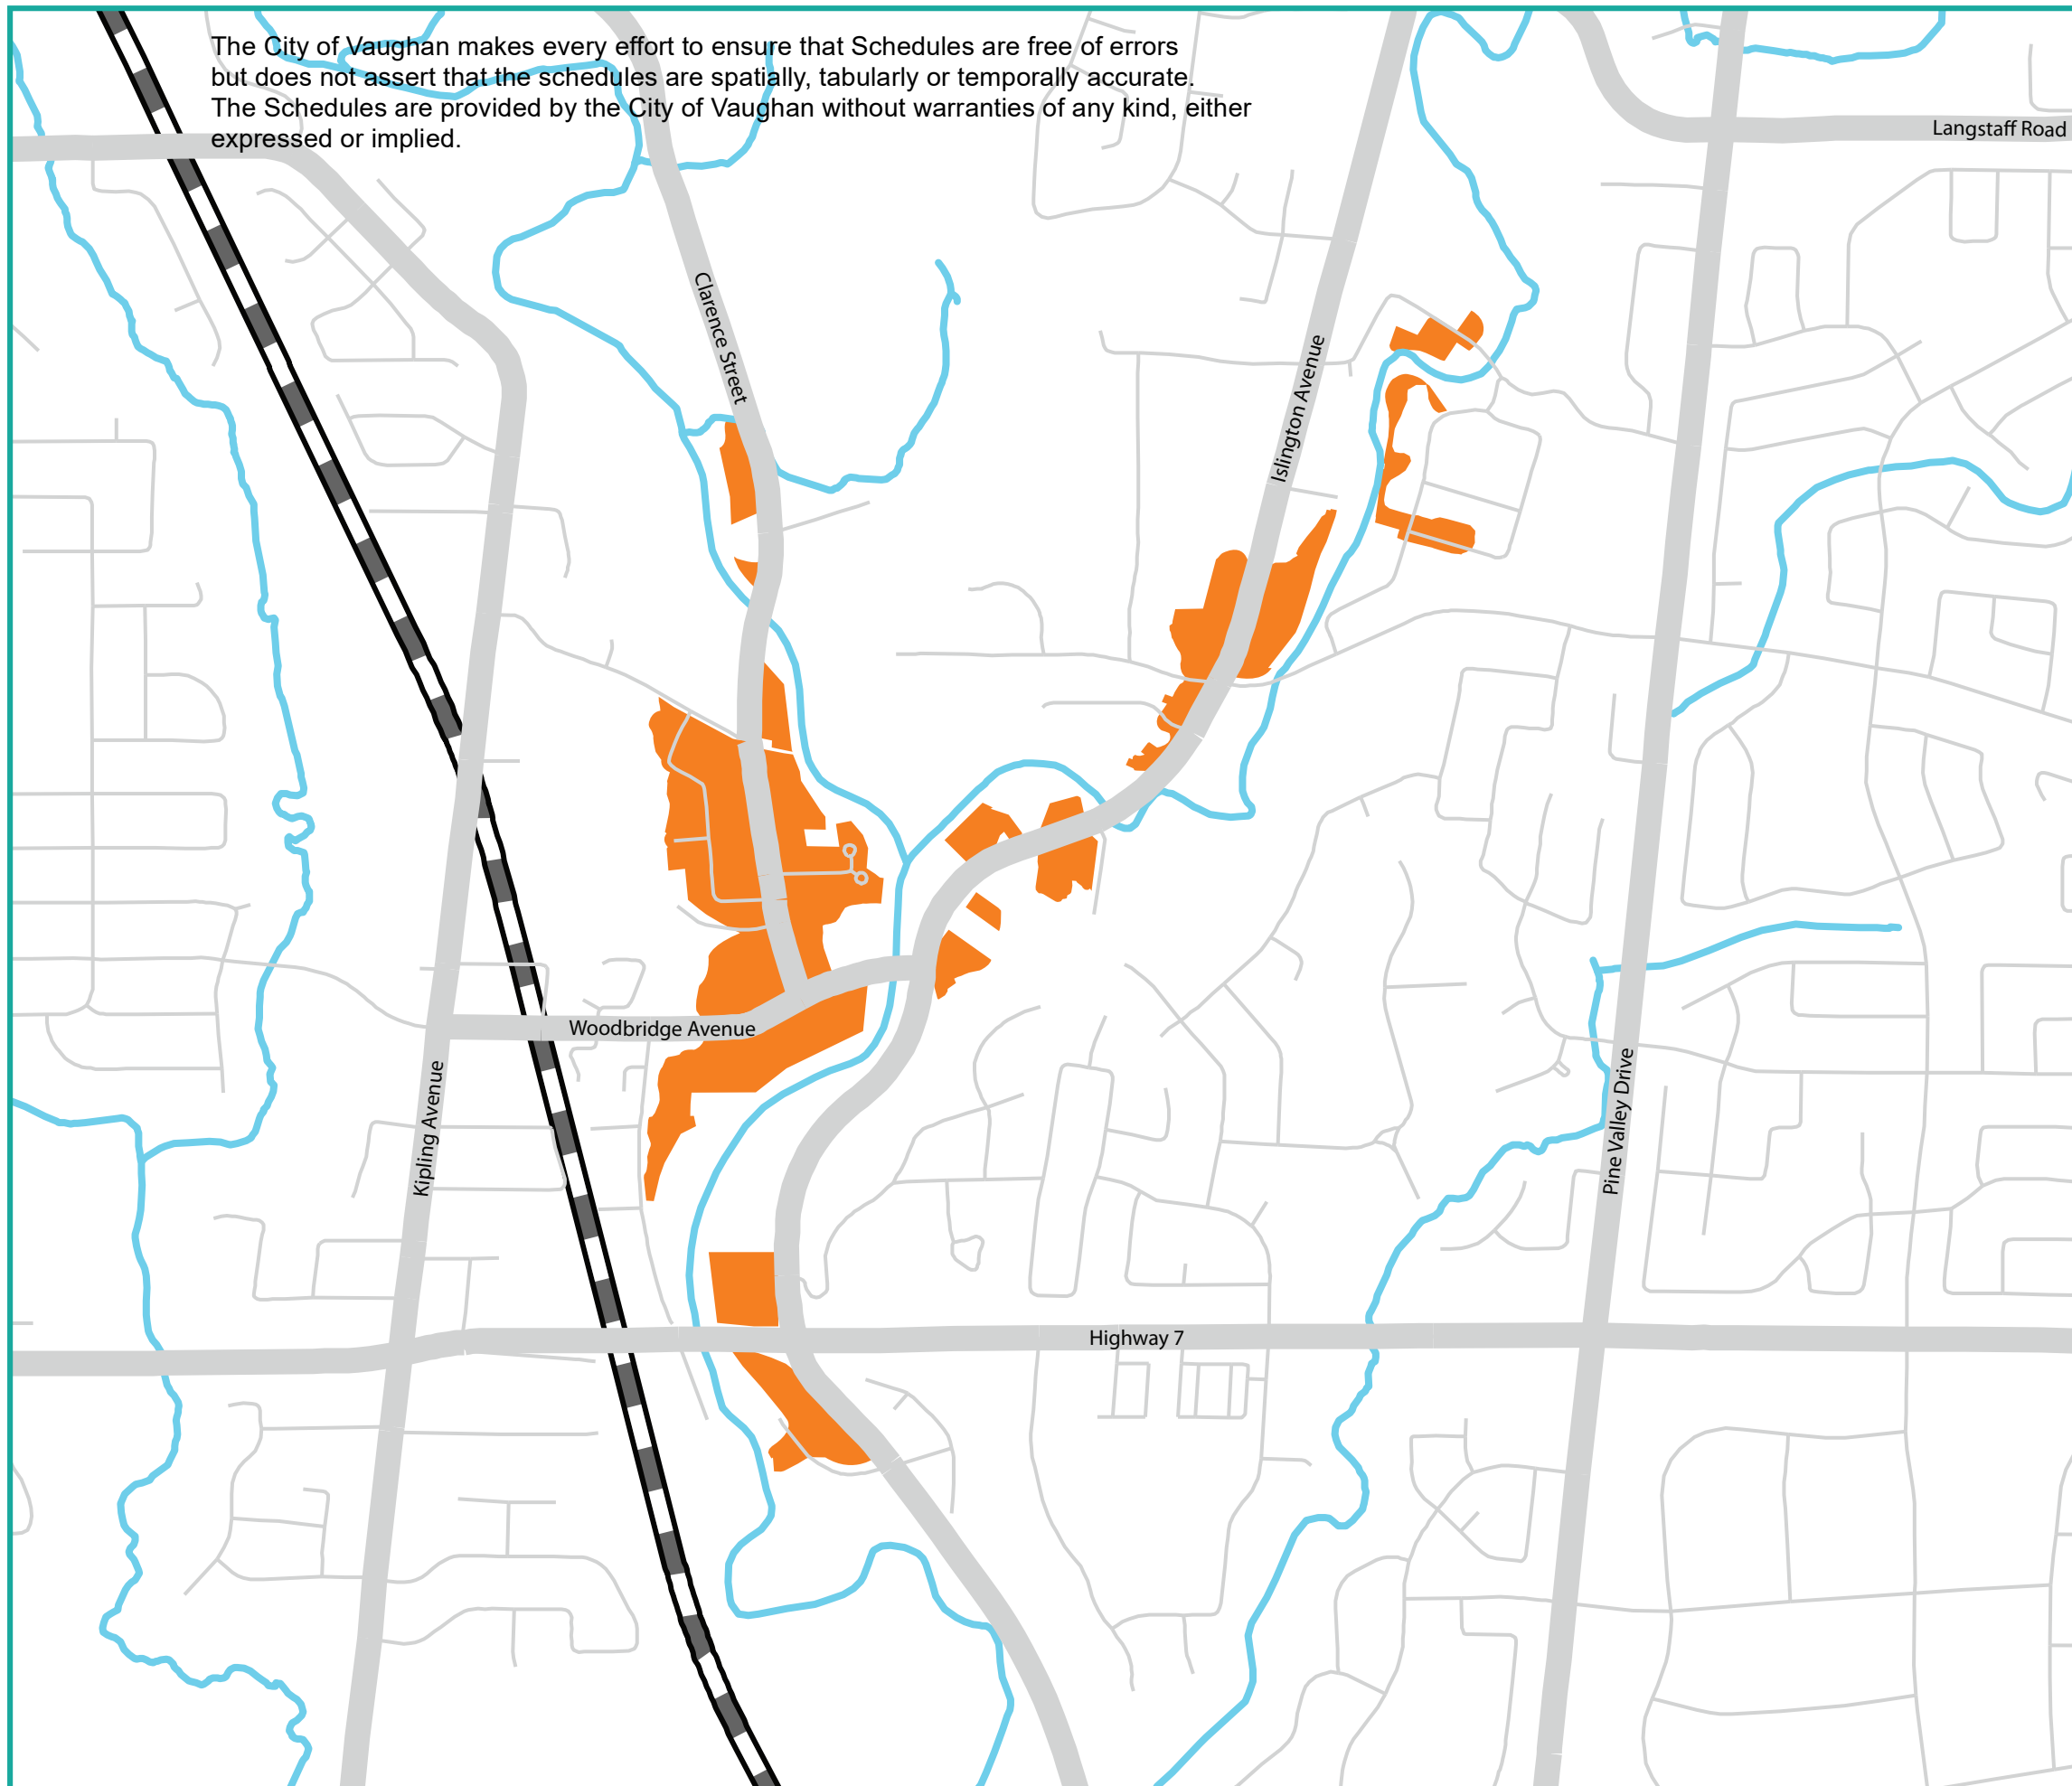 The City of Vaughan makes every effort to ensure that Schedules are free of errors
but does not assert that the schedules are spatially, tabularly or temporally accurate.
The Schedules are provided by the City of Vaughan without warranties of any kind, either
expressed or implied.
Langstaff Road
Clarence Street
Islington Avenue
Woodbridge Avenue
Kipling Avenue
Pine Valley Drive
Highway 7